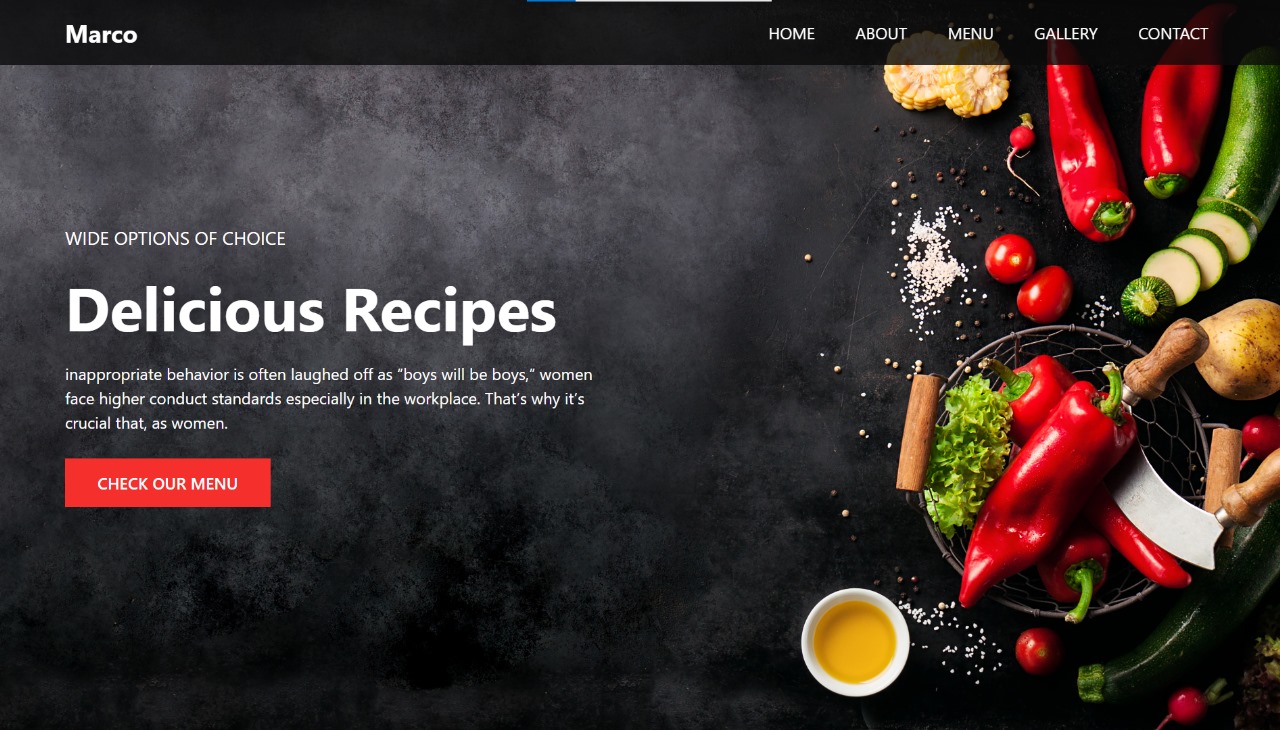 Marco
HOME ABOUT MENU GALLERY CONTACT
WIDE OPTIONS OF CHOICE
Delicious Recipes
inappropriate behavior is often laughed off as “boys will be boys,” women
face higher conduct standards especially in the workplace. That’s why it’s
crucial that, as women.
CHECK OUR MENU